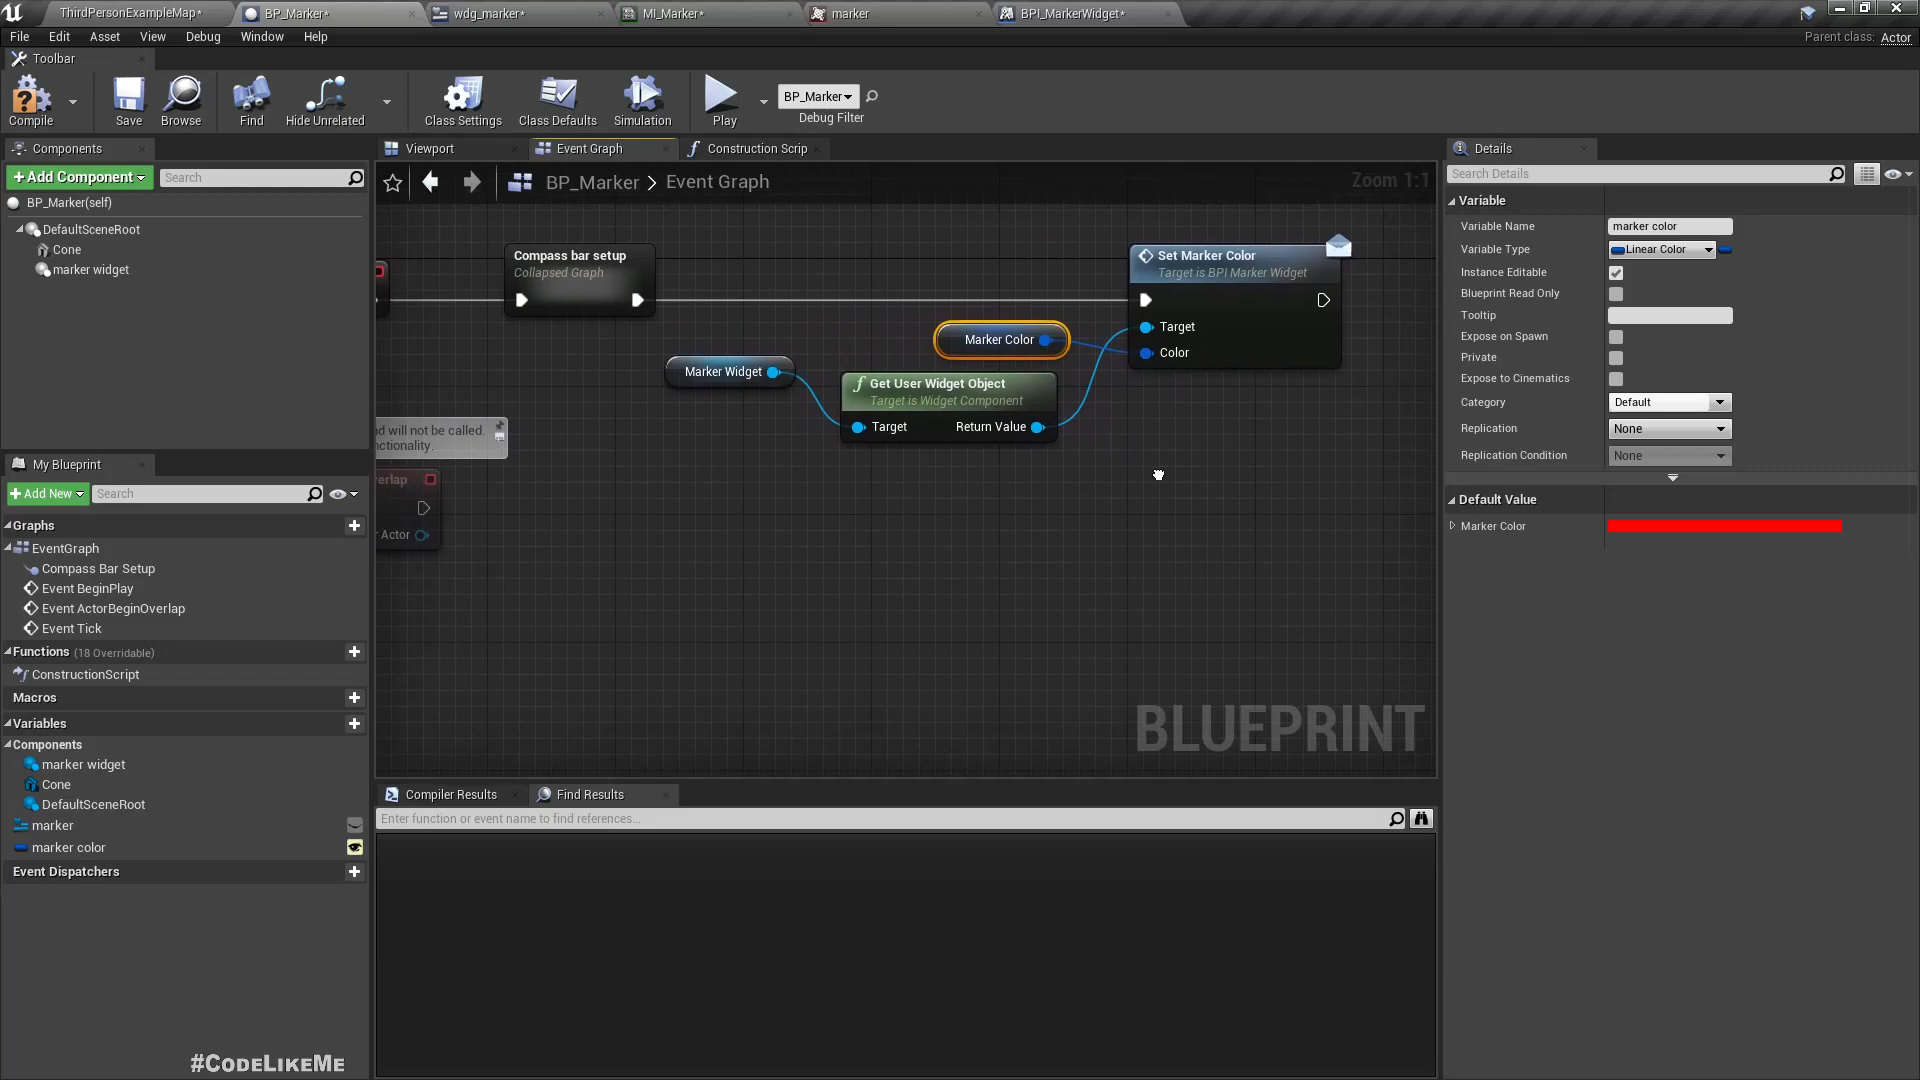 ThirdPersonExampleMap*
BP_Marker*
wdg_marker*
MI_Marker*
marker
BPI_MarkerWidget*
File Edit Asset View Debug Window Help
Parent class: Actor
Toolbar
Compile
Save
Browse
Find
Hide Unrelated
Class Settings
Class Defaults
Simulation
Play
BP_Marker
Debug Filter
Components
+Add Component
Search
BP_Marker(self)
DefaultSceneRoot
Cone
marker widget
My Blueprint
+Add New
Search
Graphs
EventGraph
Compass Bar Setup
Event BeginPlay
Event ActorBeginOverlap
Event Tick
Functions (18 Overridable)
ConstructionScript
Macros
Variables
Components
marker widget
Cone
DefaultSceneRoot
marker
marker color
Event Dispatchers
#CodeLikeMe
Viewport
Event Graph
Construction Scrip
BP_Marker > Event Graph
Zoom 1:1
Compass bar setup
Collapsed Graph
Set Marker Color
Target is BPI Marker Widget
Target
Color
Marker Color
Marker Widget
Get User Widget Object
Target is Widget Component
Target
Return Value
nd will not be called.
nctionality.
erlap
Actor
BLUEPRINT
Compiler Results
Find Results
Enter function or event name to find references...
Details
Search Details
Variable
Variable Name marker color
Variable Type Linear Color
Instance Editable
Blueprint Read Only
Tooltip
Expose on Spawn
Private
Expose to Cinematics
Category Default
Replication None
Replication Condition None
Default Value
Marker Color